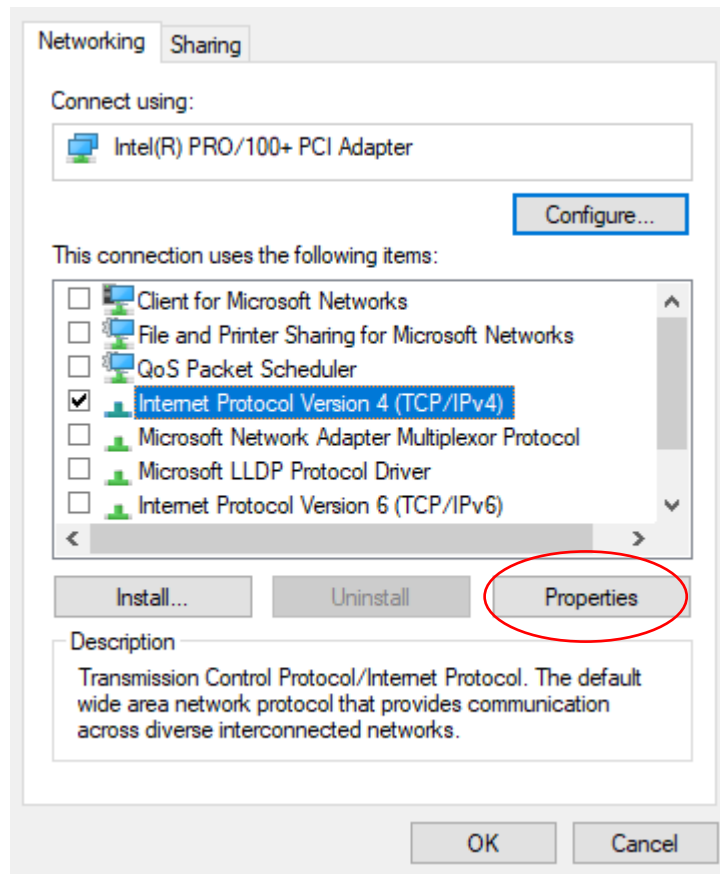 Networking Sharing
Connect using:
Intel(R) PRO/100+ PCI Adapter
Configure...
This connection uses the following items:
Client for Microsoft Networks
File and Printer Sharing for Microsoft Networks
QoS Packet Scheduler
Internet Protocol Version 4 (TCP/IPv4)
Microsoft Network Adapter Multiplexor Protocol
Microsoft LLDP Protocol Driver
Internet Protocol Version 6 (TCP/IPv6)
Install... Uninstall Properties
Description
Transmission Control Protocol/Internet Protocol. The default
wide area network protocol that provides communication
across diverse interconnected networks.
OK Cancel